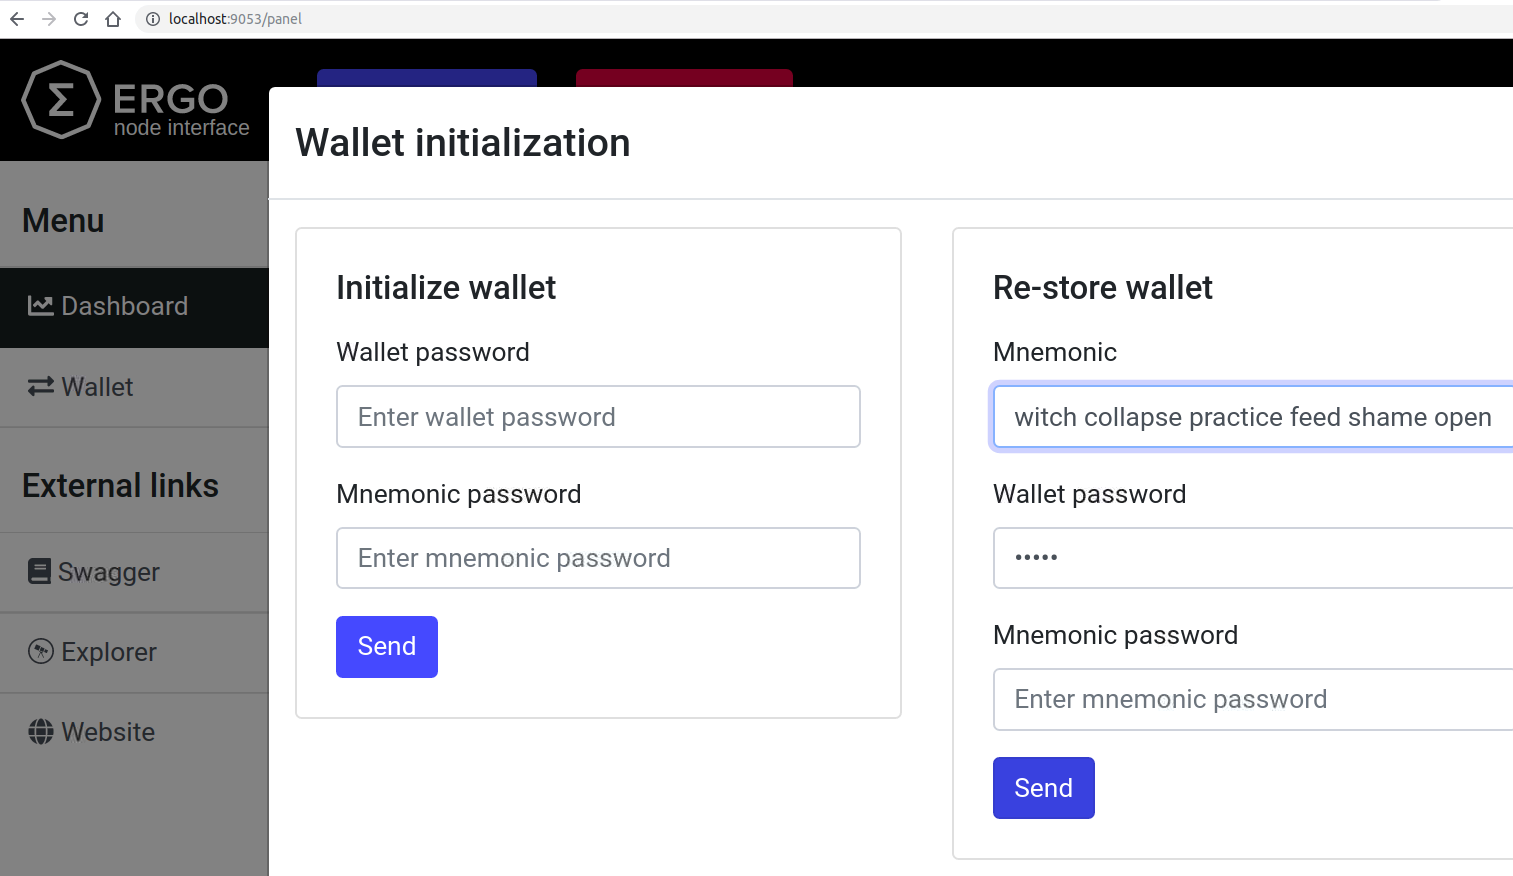 localhost:9053/panel
Σ ERGO
node interface
Wallet initialization
Menu
Dashboard
Wallet
External links
Swagger
Explorer
Website
Initialize wallet
Wallet password
Enter wallet password
Mnemonic password
Enter mnemonic password
Send
Re-store wallet
Mnemonic
witch collapse practice feed shame open
Wallet password
•••••
Mnemonic password
Enter mnemonic password
Send